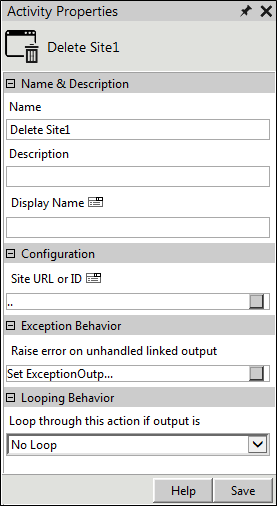 Activity Properties
Delete Site1
Name & Description
Name
Delete Site1
Description
Display Name
Configuration
Site URL or ID
..
Exception Behavior
Raise error on unhandled linked output
Set ExceptionOutp...
Looping Behavior
Loop through this action if output is
No Loop
Help
Save